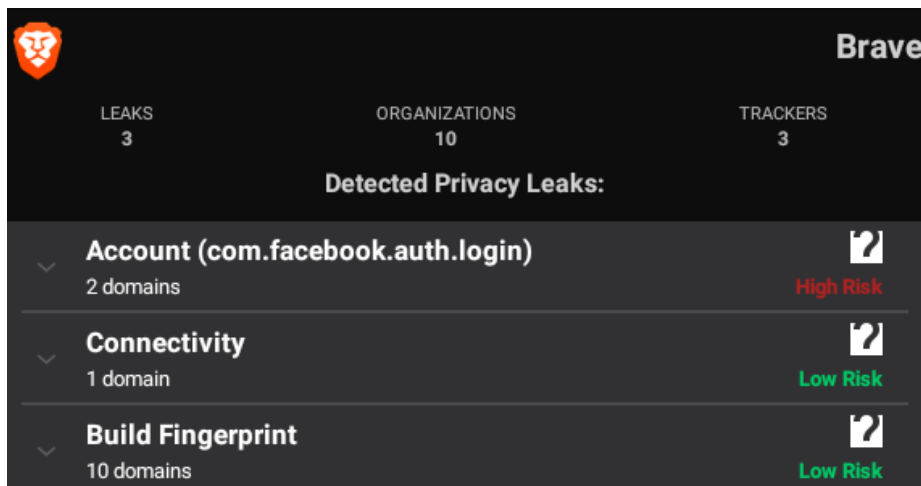 Brave
LEAKS ORGANIZATIONS TRACKERS
3 10 3
Detected Privacy Leaks:
Account (com.facebook.auth.login) ?
2 domains High Risk
Connectivity ?
1 domain Low Risk
Build Fingerprint ?
10 domains Low Risk